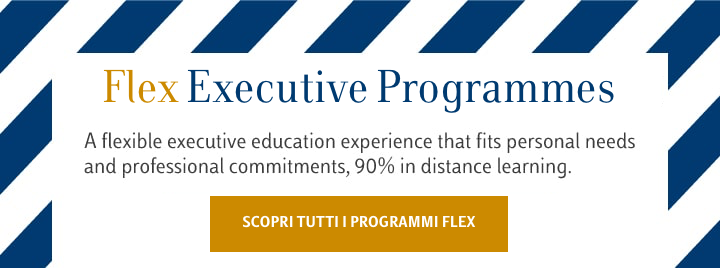 Flex Executive Programmes
A flexible executive education experience that fits personal needs
and professional commitments, 90% in distance learning.
SCOPRI TUTTI I PROGRAMMI FLEX